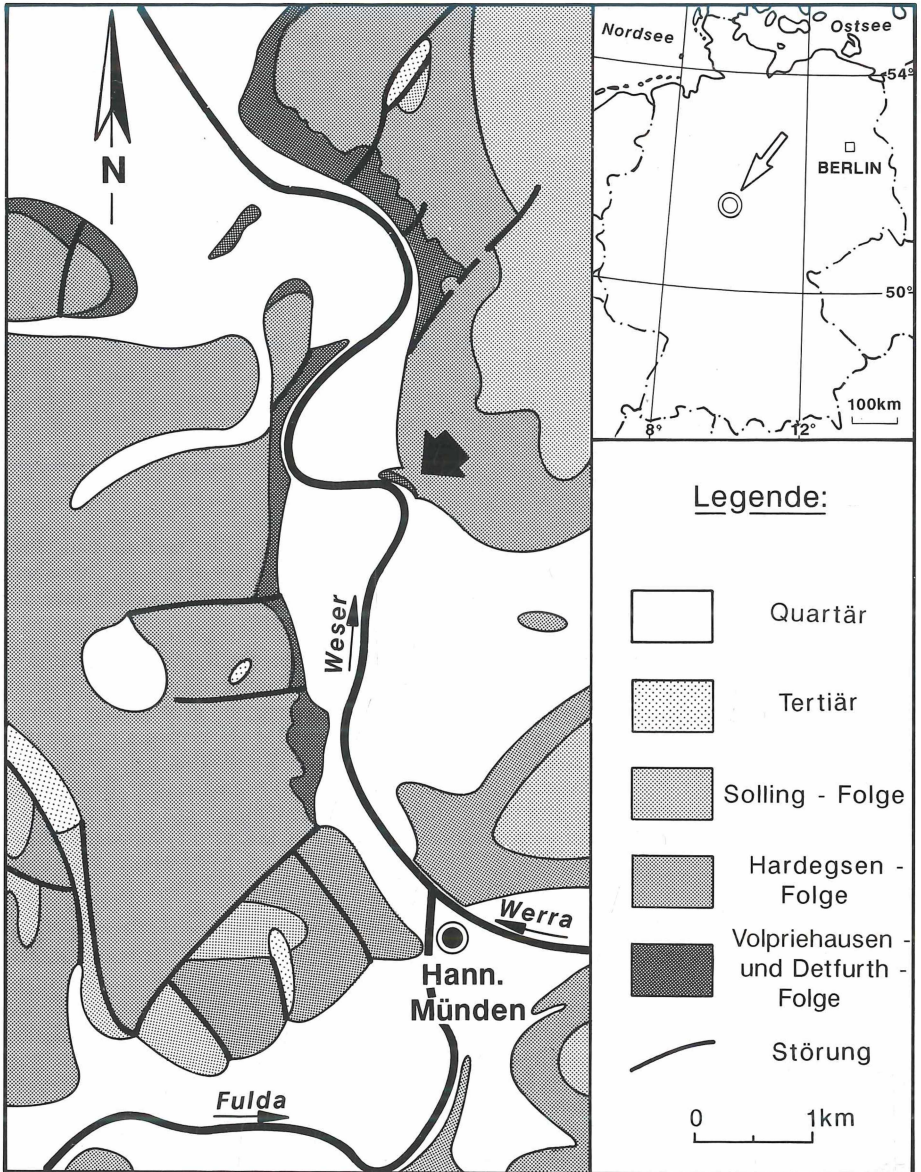 N
Weser
Werra
Hann.
Münden
Fulda
Nordsee
Ostsee
54°
BERLIN
50°
100km
8°
12°
Legende:
Quartär
Tertiär
Solling - Folge
Hardegsen -
Folge
Volpriehausen -
und Detfurth -
Folge
Störung
0 1km